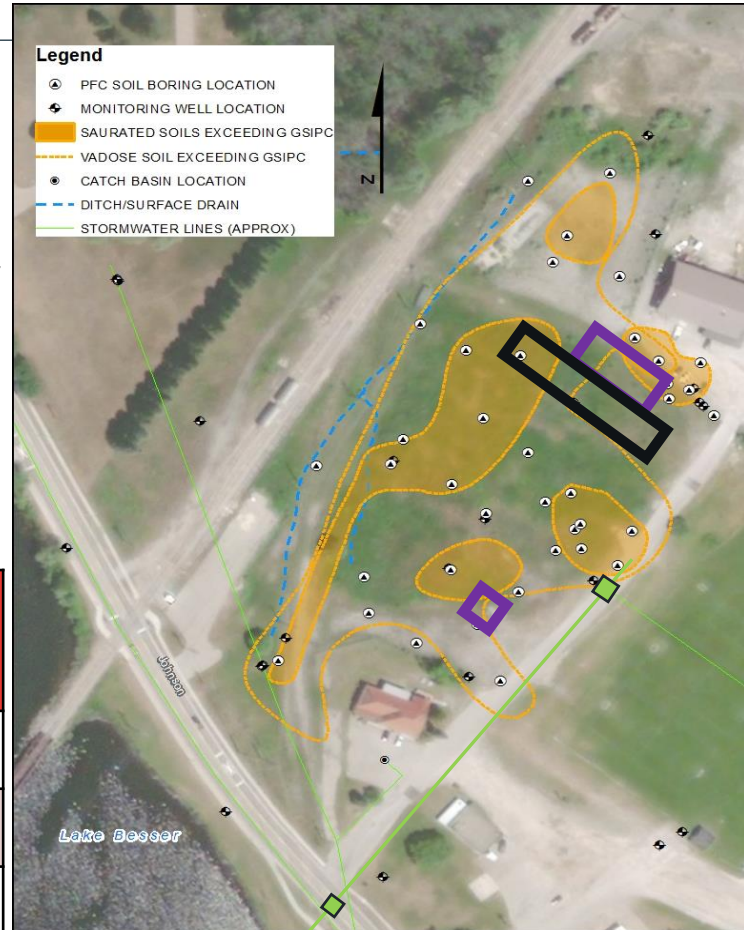 Legend
PFC SOIL BORING LOCATION
MONITORING WELL LOCATION
SAURATED SOILS EXCEEDING GSIPC
VADOSE SOIL EXCEEDING GSIPC
CATCH BASIN LOCATION
DITCH/SURFACE DRAIN
STORMWATER LINES (APPROX)
N
Johnson
Lake Besser